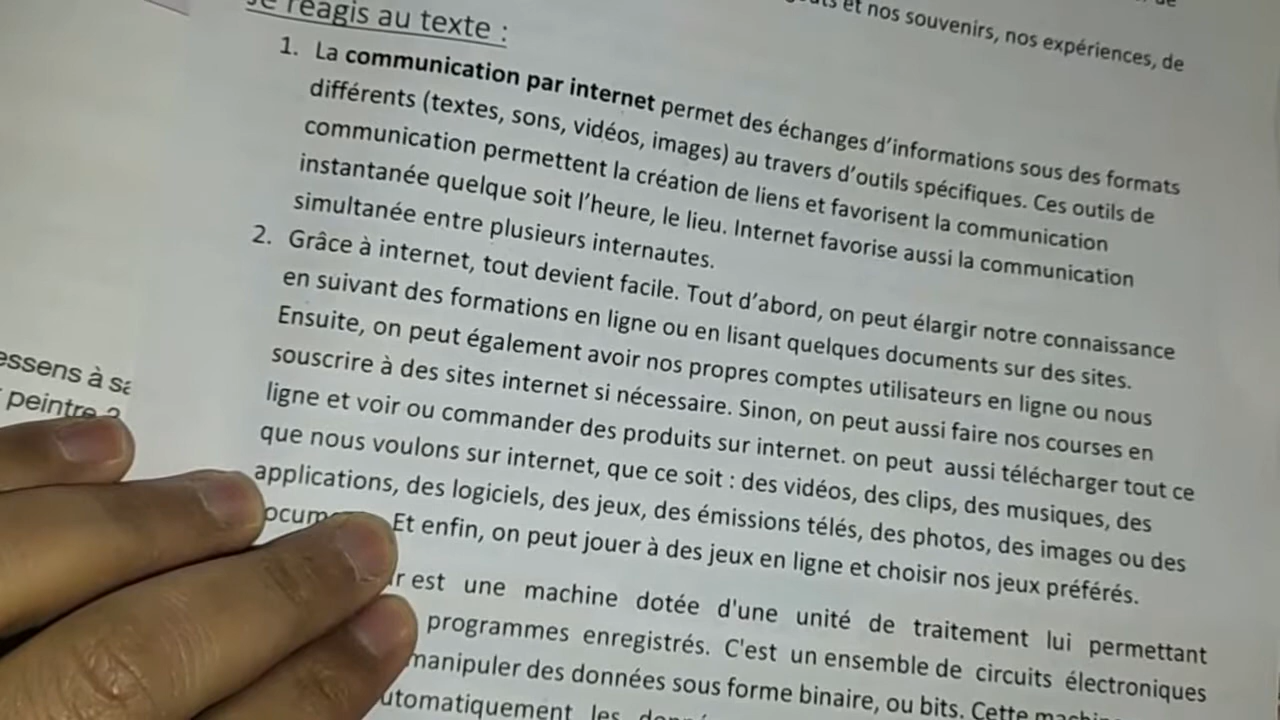 et nos souvenirs, nos expériences, de
réagis au texte :
1. La communication par internet permet des échanges d'informations sous des formats
différents (textes, sons, vidéos, images) au travers d'outils spécifiques. Ces outils de
communication permettent la création de liens et favorisent la communication
instantanée quelque soit l'heure, le lieu. Internet favorise aussi la communication
simultanée entre plusieurs internautes.
2. Grâce à internet, tout devient facile. Tout d'abord, on peut élargir notre connaissance
en suivant des formations en ligne ou en lisant quelques documents sur des sites.
Ensuite, on peut également avoir nos propres comptes utilisateurs en ligne ou nous
souscrire à des sites internet si nécessaire. Sinon, on peut aussi faire nos courses en
ligne et voir ou commander des produits sur internet. on peut aussi télécharger tout ce
que nous voulons sur internet, que ce soit : des vidéos, des clips, des musiques, des
applications, des logiciels, des jeux, des émissions télés, des photos, des images ou des
Et enfin, on peut jouer à des jeux en ligne et choisir nos jeux préférés.
est une machine dotée d'une unité de traitement lui permettant
programmes enregistrés. C'est un ensemble de circuits électroniques
manipuler des données sous forme binaire, ou bits. Cette
les
à
peintre ?